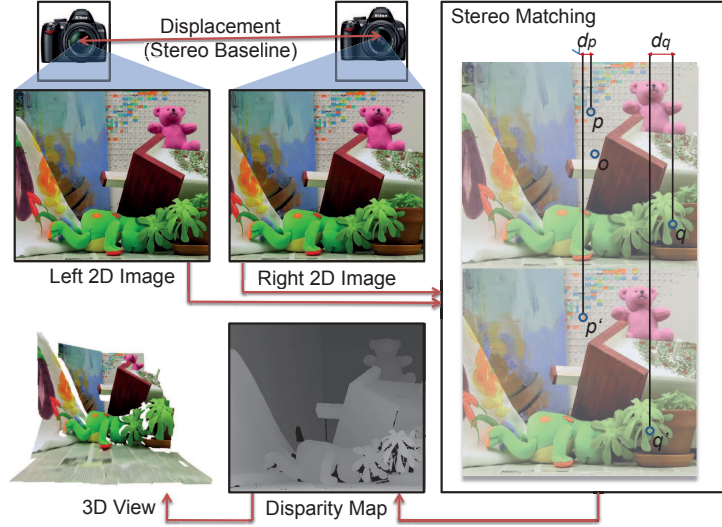 Displacement
(Stereo Baseline)
Stereo Matching
dp
dq
p
o
q
Left 2D Image
Right 2D Image
p‘
q‘
3D View
Disparity Map